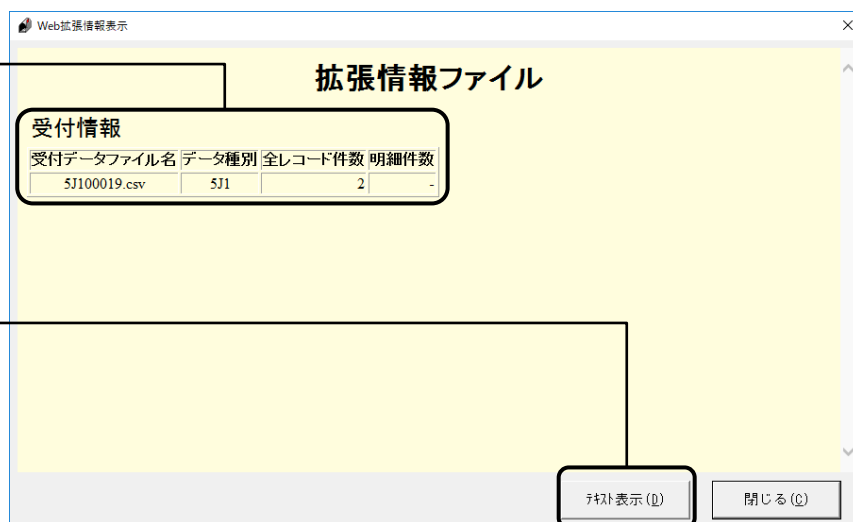 Web拡張情報表示
拡張情報ファイル
受付情報
受付データファイル名 データ種別 全レコード件数 明細件数
5J100019.csv 5J1 2 -
ﾃｷｽﾄ表示(D) 閉じる(C)